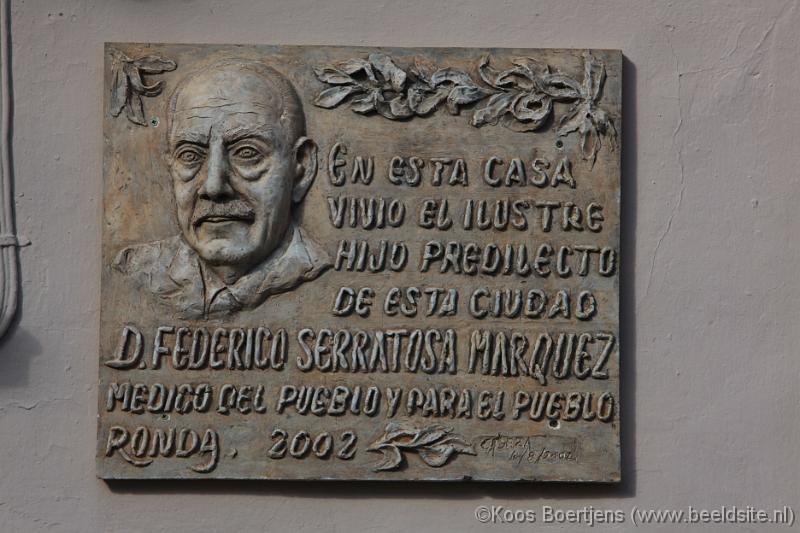 EN ESTA CASA
VIVIO EL ILUSTRE
HIJO PREDILECTO
DE ESTA CIUDAD
D. FEDERICO SERRATOSA MARQUEZ
MEDICO DEL PUEBLO Y PARA EL PUEBLO
RONDA. 2002
©Koos Boertjens (www.beeldsite.nl)